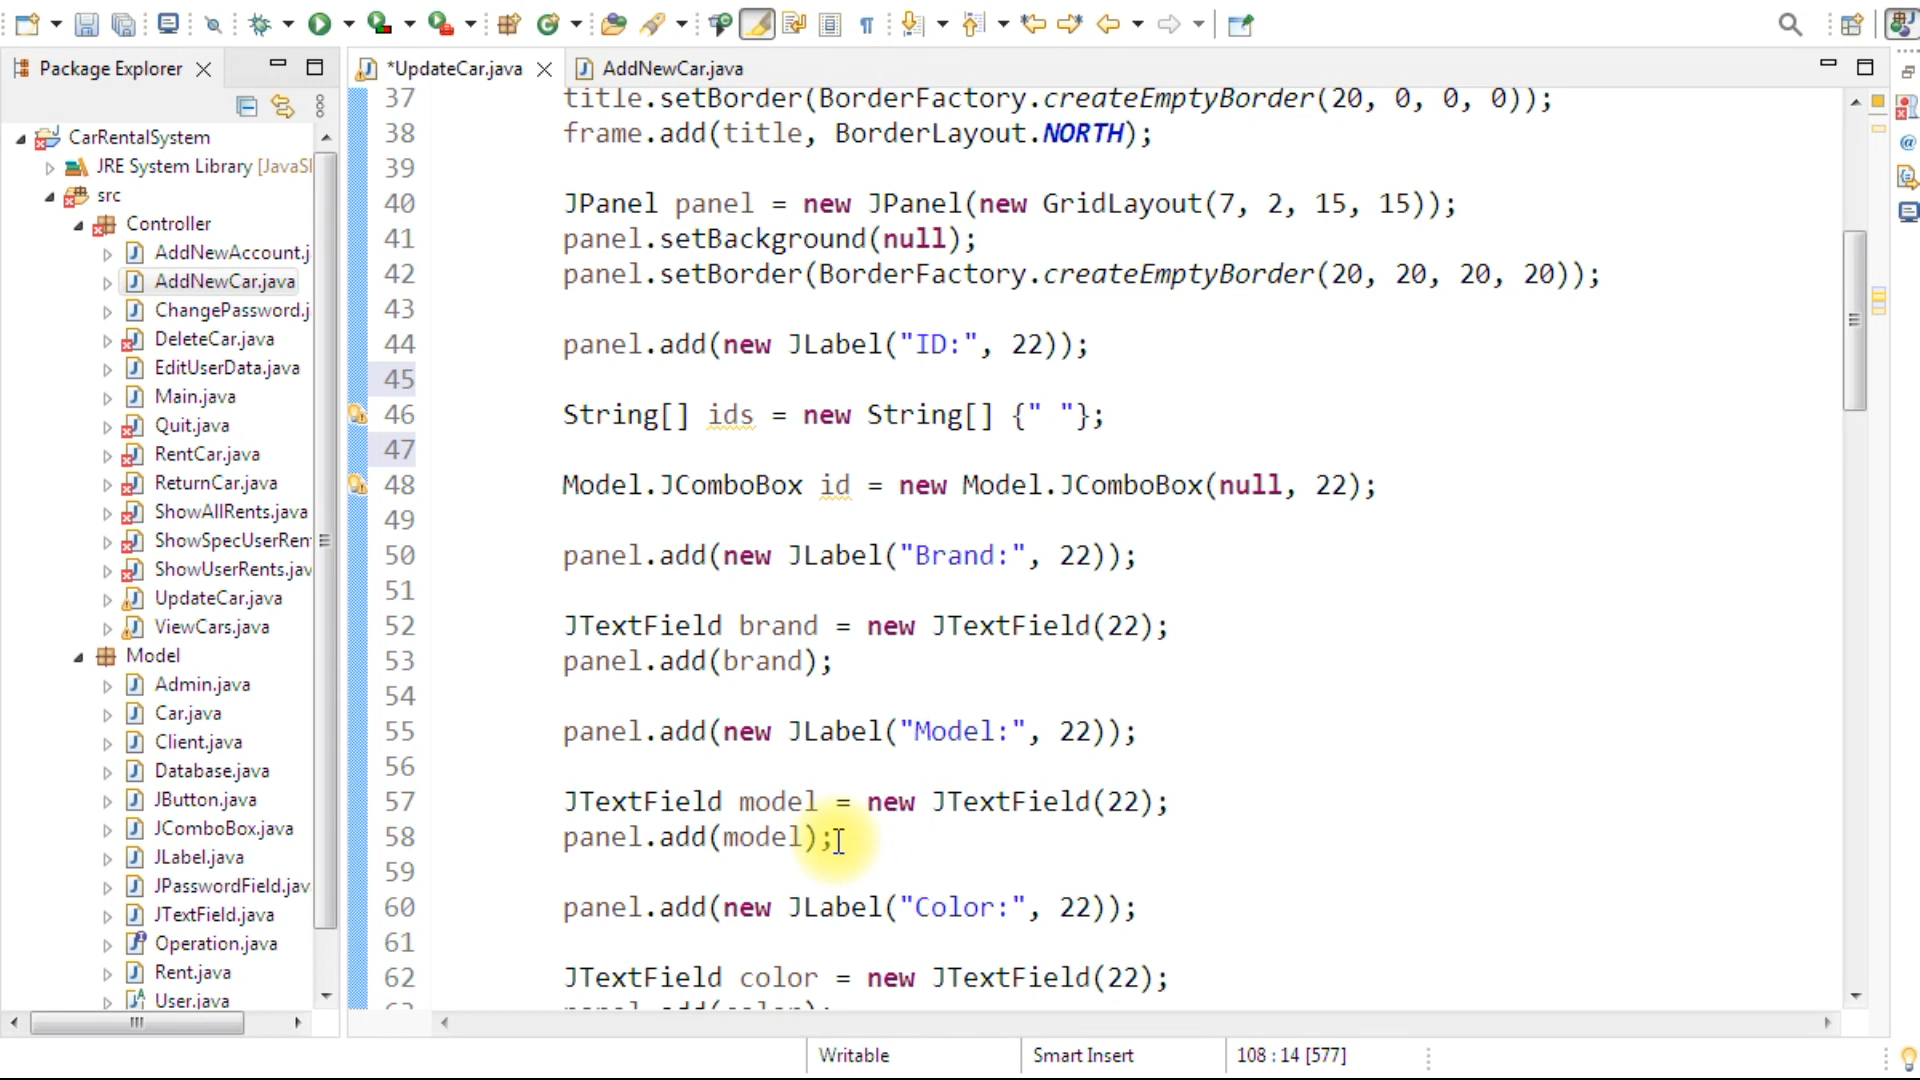 Package Explorer
*UpdateCar.java
AddNewCar.java
CarRentalSystem
JRE System Library [JavaSI
src
Controller
AddNewAccount.j
AddNewCar.java
ChangePassword.j
DeleteCar.java
EditUserData.java
Main.java
Quit.java
RentCar.java
ReturnCar.java
ShowAllRents.java
ShowSpecUserRen
ShowUserRents.jav
UpdateCar.java
ViewCars.java
Model
Admin.java
Car.java
Client.java
Database.java
JButton.java
JComboBox.java
JLabel.java
JPasswordField.jav
JTextField.java
Operation.java
Rent.java
User.java
37 title.setBorder(BorderFactory.createEmptyBorder(20, 0, 0, 0));
38 frame.add(title, BorderLayout.NORTH);
39
40 JPanel panel = new JPanel(new GridLayout(7, 2, 15, 15));
41 panel.setBackground(null);
42 panel.setBorder(BorderFactory.createEmptyBorder(20, 20, 20, 20));
43
44 panel.add(new JLabel("ID:", 22));
45
46 String[] ids = new String[] {" "};
47
48 Model.JComboBox id = new Model.JComboBox(null, 22);
49
50 panel.add(new JLabel("Brand:", 22));
51
52 JTextField brand = new JTextField(22);
53 panel.add(brand);
54
55 panel.add(new JLabel("Model:", 22));
56
57 JTextField model = new JTextField(22);
58 panel.add(model);
59
60 panel.add(new JLabel("Color:", 22));
61
62 JTextField color = new JTextField(22);
63 panel.add(color);
Writable
Smart Insert
108 : 14 [577]